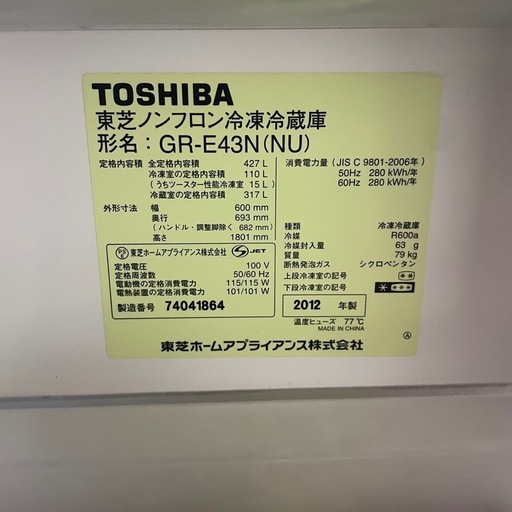 TOSHIBA
東芝ノンフロン冷凍冷蔵庫
形名：GR-E43N(NU)
定格内容積 全定格内容積 427 L
冷凍室の定格内容積 110 L
(うちツースター性能冷凍室 15 L)
冷蔵室の定格内容積 317 L
外形寸法 幅 600 mm
奥行 693 mm
(ハンドル・調整脚除く 682 mm)
高さ 1801 mm
消費電力量 (JIS C 9801-2006年)
50Hz 280 kWh/年
60Hz 280 kWh/年
東芝ホームアプライアンス株式会社 JET
定格電圧 100 V
定格周波数 50/60 Hz
電動機の定格消費電力 115/115 W
電熱装置の定格消費電力 101/101 W
製造番号 74041864
種類 冷凍冷蔵庫
冷媒 R600a
冷媒封入量 63 g
質量 79 kg
断熱発泡ガス シクロペンタン
上段冷凍室の記号
下段冷凍室の記号
2012 年製
温度ヒューズ 77℃
MADE IN CHINA
東芝ホームアプライアンス株式会社
Ⓐ